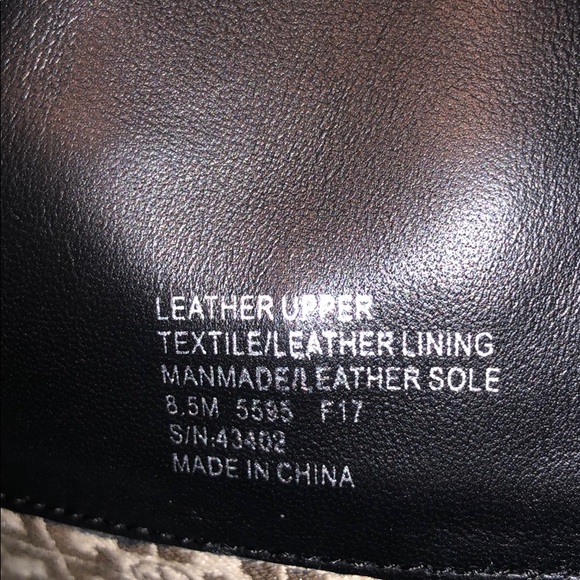 LEATHER UPPER
TEXTILE/LEATHER LINING
MANMADE/LEATHER SOLE
8.5M 5595 F17
S/N:43402
MADE IN CHINA